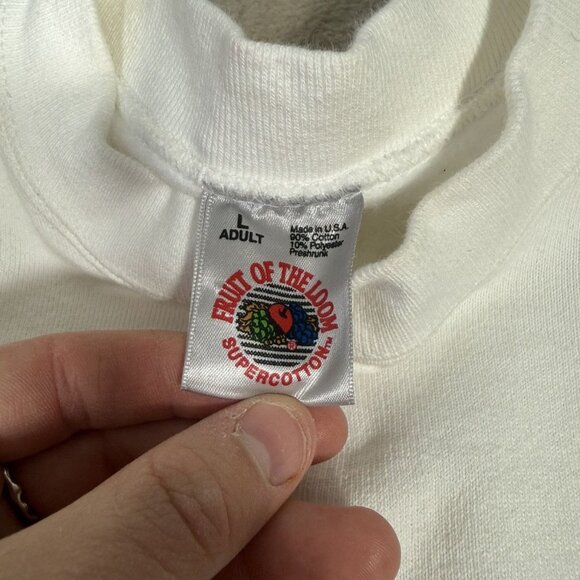 L
ADULT
Made in U.S.A.
90% Cotton
10% Polyester
Preshrunk
FRUIT OF THE LOOM
®
SUPERCOTTON™